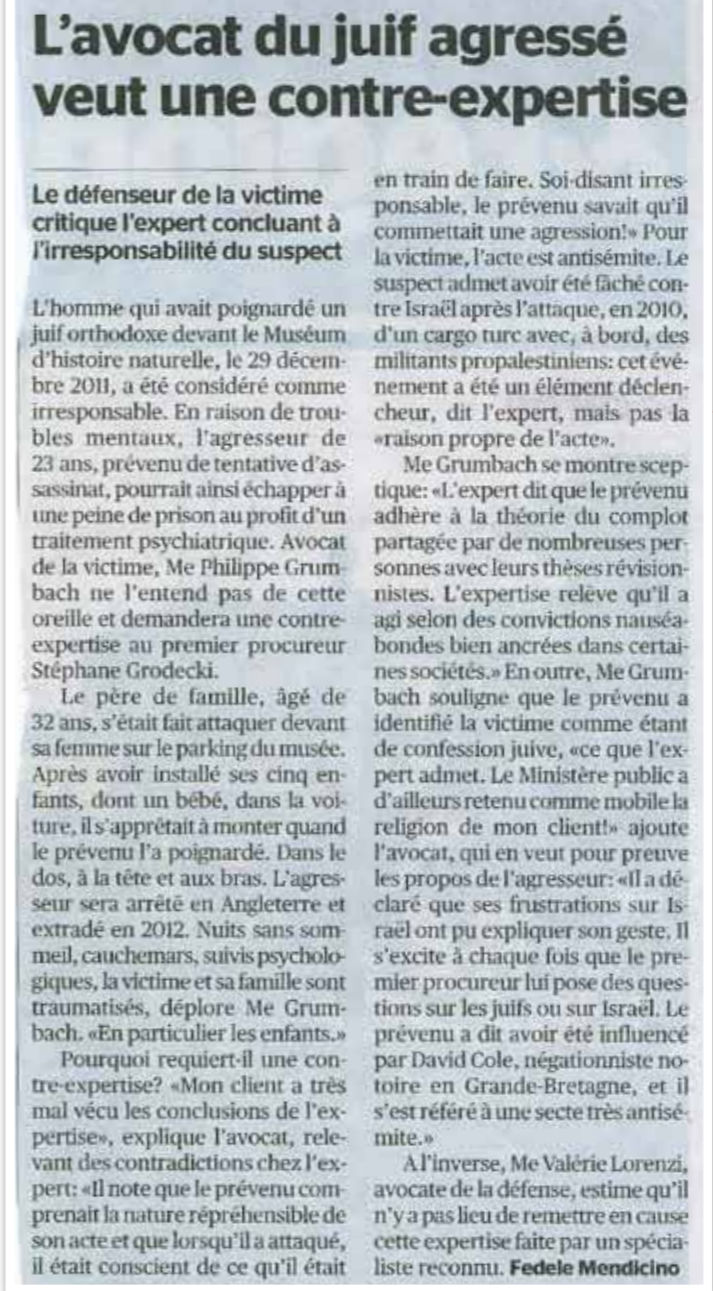 L'avocat du juif agressé
veut une contre-expertise
Le défenseur de la victime
critique l'expert concluant à
l'irresponsabilité du suspect
L'homme qui avait poignardé un
juif orthodoxe devant le Muséum
d'histoire naturelle, le 29 décem-
bre 2011, a été considéré comme
irresponsable. En raison de trou-
bles mentaux, l'agresseur de
23 ans, prévenu de tentative d'as-
sassinat, pourrait ainsi échapper à
une peine de prison au profit d'un
traitement psychiatrique. Avocat
de la victime, Me Philippe Grum-
bach ne l'entend pas de cette
oreille et demandera une contre-
expertise au premier procureur
Stéphane Grodecki.
Le père de famille, âgé de
32 ans, s'était fait attaquer devant
sa femme sur le parking du musée.
Après avoir installé ses cinq en-
fants, dont un bébé, dans la voi-
ture, il s'apprêtait à monter quand
le prévenu l'a poignardé. Dans le
dos, à la tête et aux bras. L'agres-
seur sera arrêté en Angleterre et
extradé en 2012. Nuits sans som-
meil, cauchemars, suivis psycholo-
giques, la victime et sa famille sont
traumatisés, déplore Me Grum-
bach. «En particulier les enfants.»
Pourquoi requiert-il une con-
tre-expertise? «Mon client a très
mal vécu les conclusions de l'ex-
pertise», explique l'avocat, rele-
vant des contradictions chez l'ex-
pert: «Il note que le prévenu com-
prenait la nature répréhensible de
son acte et que lorsqu'il a attaqué,
il était conscient de ce qu'il était
en train de faire. Soi-disant irres-
ponsable, le prévenu savait qu'il
commettait une agression!» Pour
la victime, l'acte est antisémite. Le
suspect admet avoir été fâché con-
tre Israël après l'attaque, en 2010,
d'un cargo turc avec, à bord, des
militants propalestiniens: cet évé-
nement a été un élément déclen-
cheur, dit l'expert, mais pas la
«raison propre de l'acte».
Me Grumbach se montre scep-
tique: «L'expert dit que le prévenu
adhère à la théorie du complot
partagée par de nombreuses per-
sonnes avec leurs thèses révision-
nistes. L'expertise relève qu'il a
agi selon des convictions nauséa-
bondes bien ancrées dans certai-
nes sociétés.» En outre, Me Grum-
bach souligne que le prévenu a
identifié la victime comme étant
de confession juive, «ce que l'ex-
pert admet. Le Ministère public a
d'ailleurs retenu comme mobile la
religion de mon client!» ajoute
l'avocat, qui en veut pour preuve
les propos de l'agresseur: «Il a dé-
claré que ses frustrations sur Is-
raël ont pu expliquer son geste. Il
s'excite à chaque fois que le pre-
mier procureur lui pose des ques-
tions sur les juifs ou sur Israël. Le
prévenu a dit avoir été influencé
par David Cole, négationniste no-
toire en Grande-Bretagne, et il
s'est référé à une secte très antisé-
mite.»
A l'inverse, Me Valérie Lorenzi,
avocate de la défense, estime qu'il
n'y a pas lieu de remettre en cause
cette expertise faite par un spécia-
liste reconnu. Fedele Mendicino